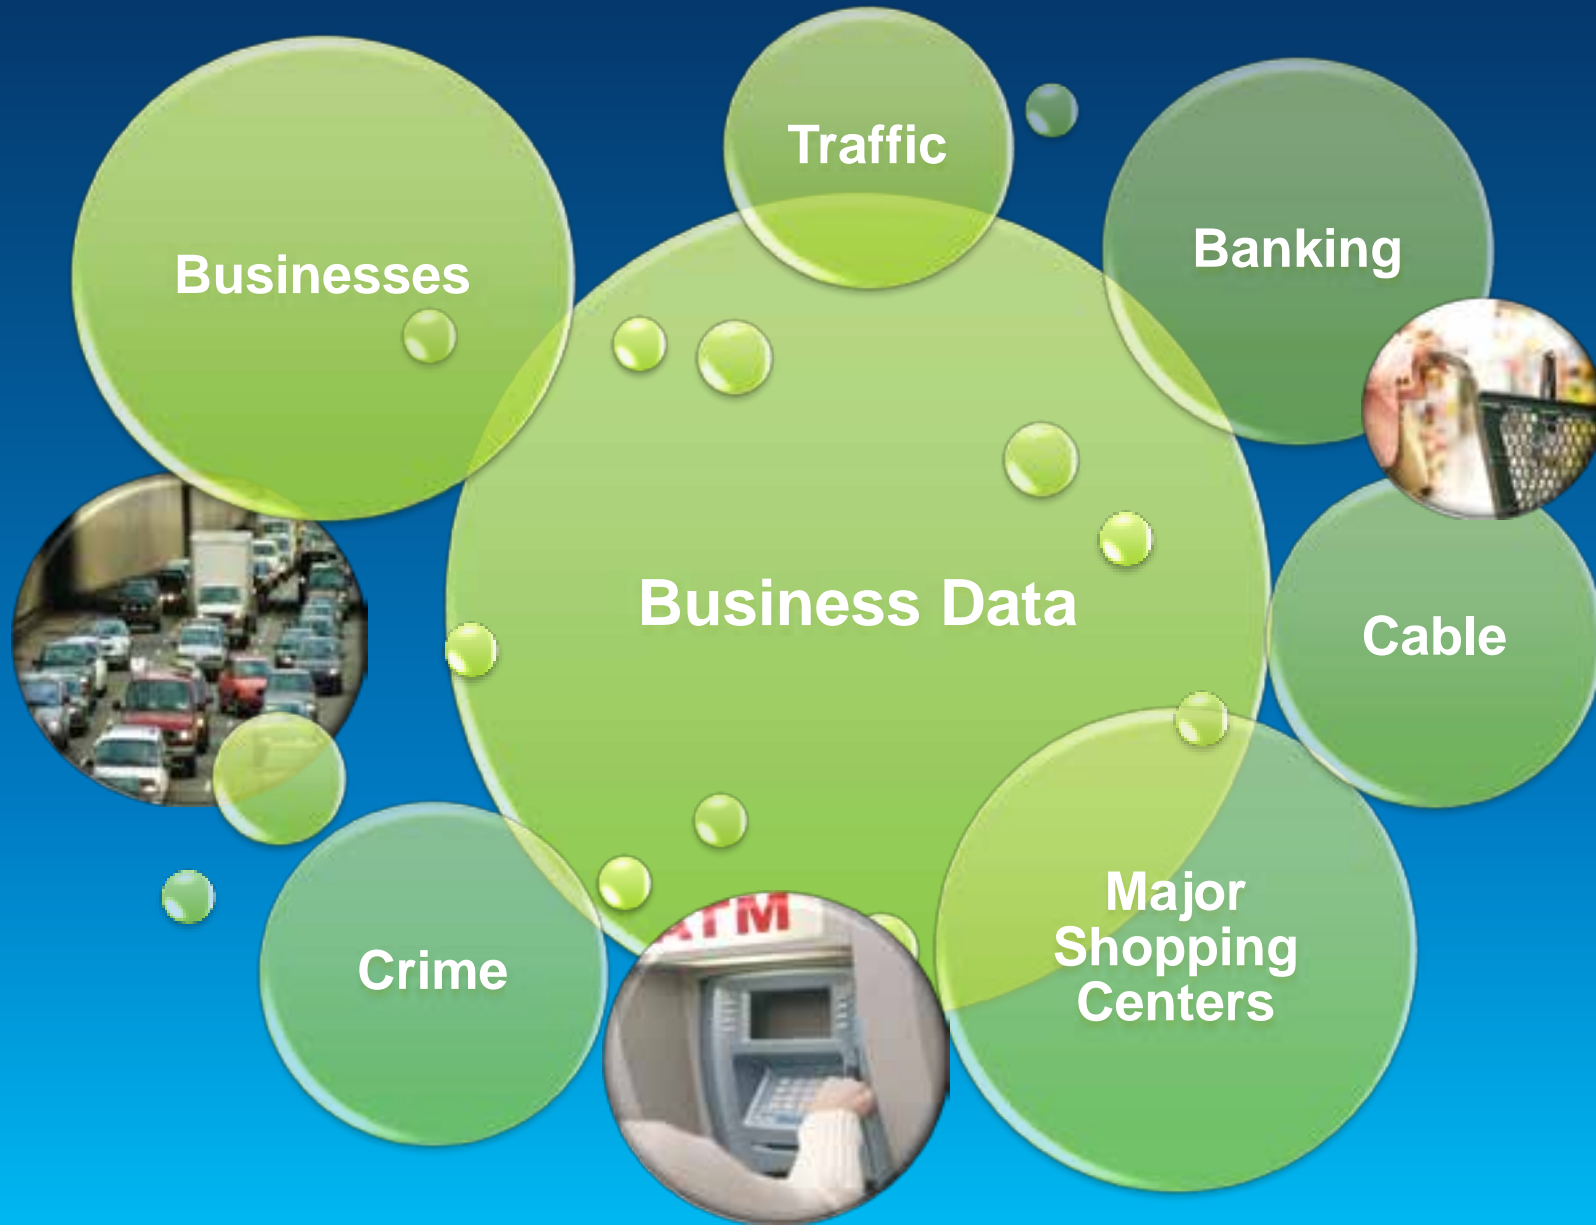 Traffic
Businesses
Banking
Business Data
Cable
Major
Shopping
Centers
Crime
ATM